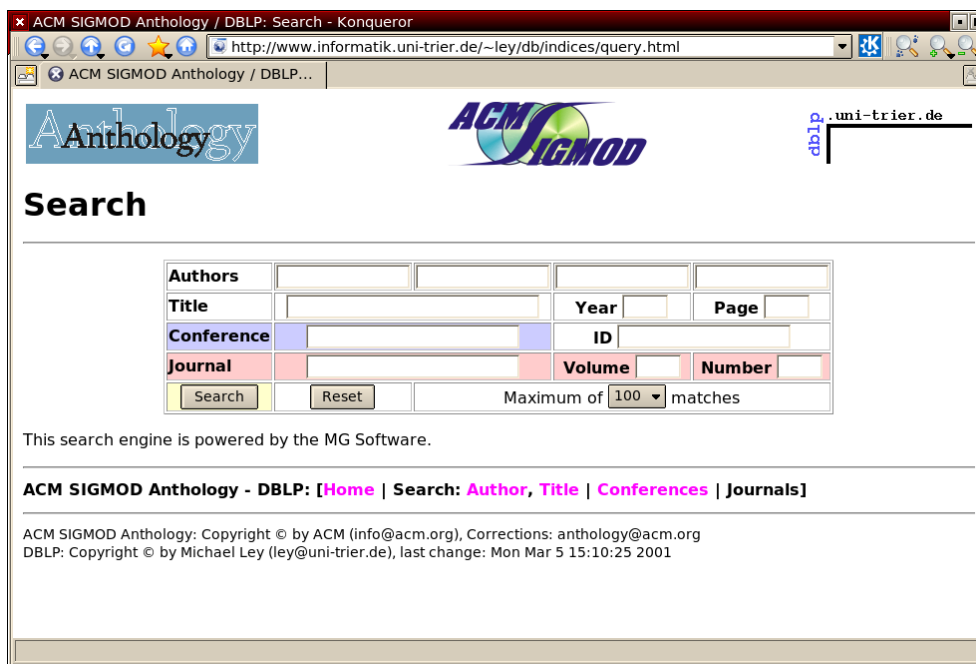 ACM SIGMOD Anthology / DBLP: Search - Konqueror
http://www.informatik.uni-trier.de/~ley/db/indices/query.html
ACM SIGMOD Anthology / DBLP...
Anthology
ACM SIGMOD
dblp.uni-trier.de
Search
Authors
Title Year Page
Conference ID
Journal Volume Number
Search Reset Maximum of 100 matches
This search engine is powered by the MG Software.
ACM SIGMOD Anthology - DBLP: [Home | Search: Author, Title | Conferences | Journals]
ACM SIGMOD Anthology: Copyright © by ACM (info@acm.org), Corrections: anthology@acm.org
DBLP: Copyright © by Michael Ley (ley@uni-trier.de), last change: Mon Mar 5 15:10:25 2001